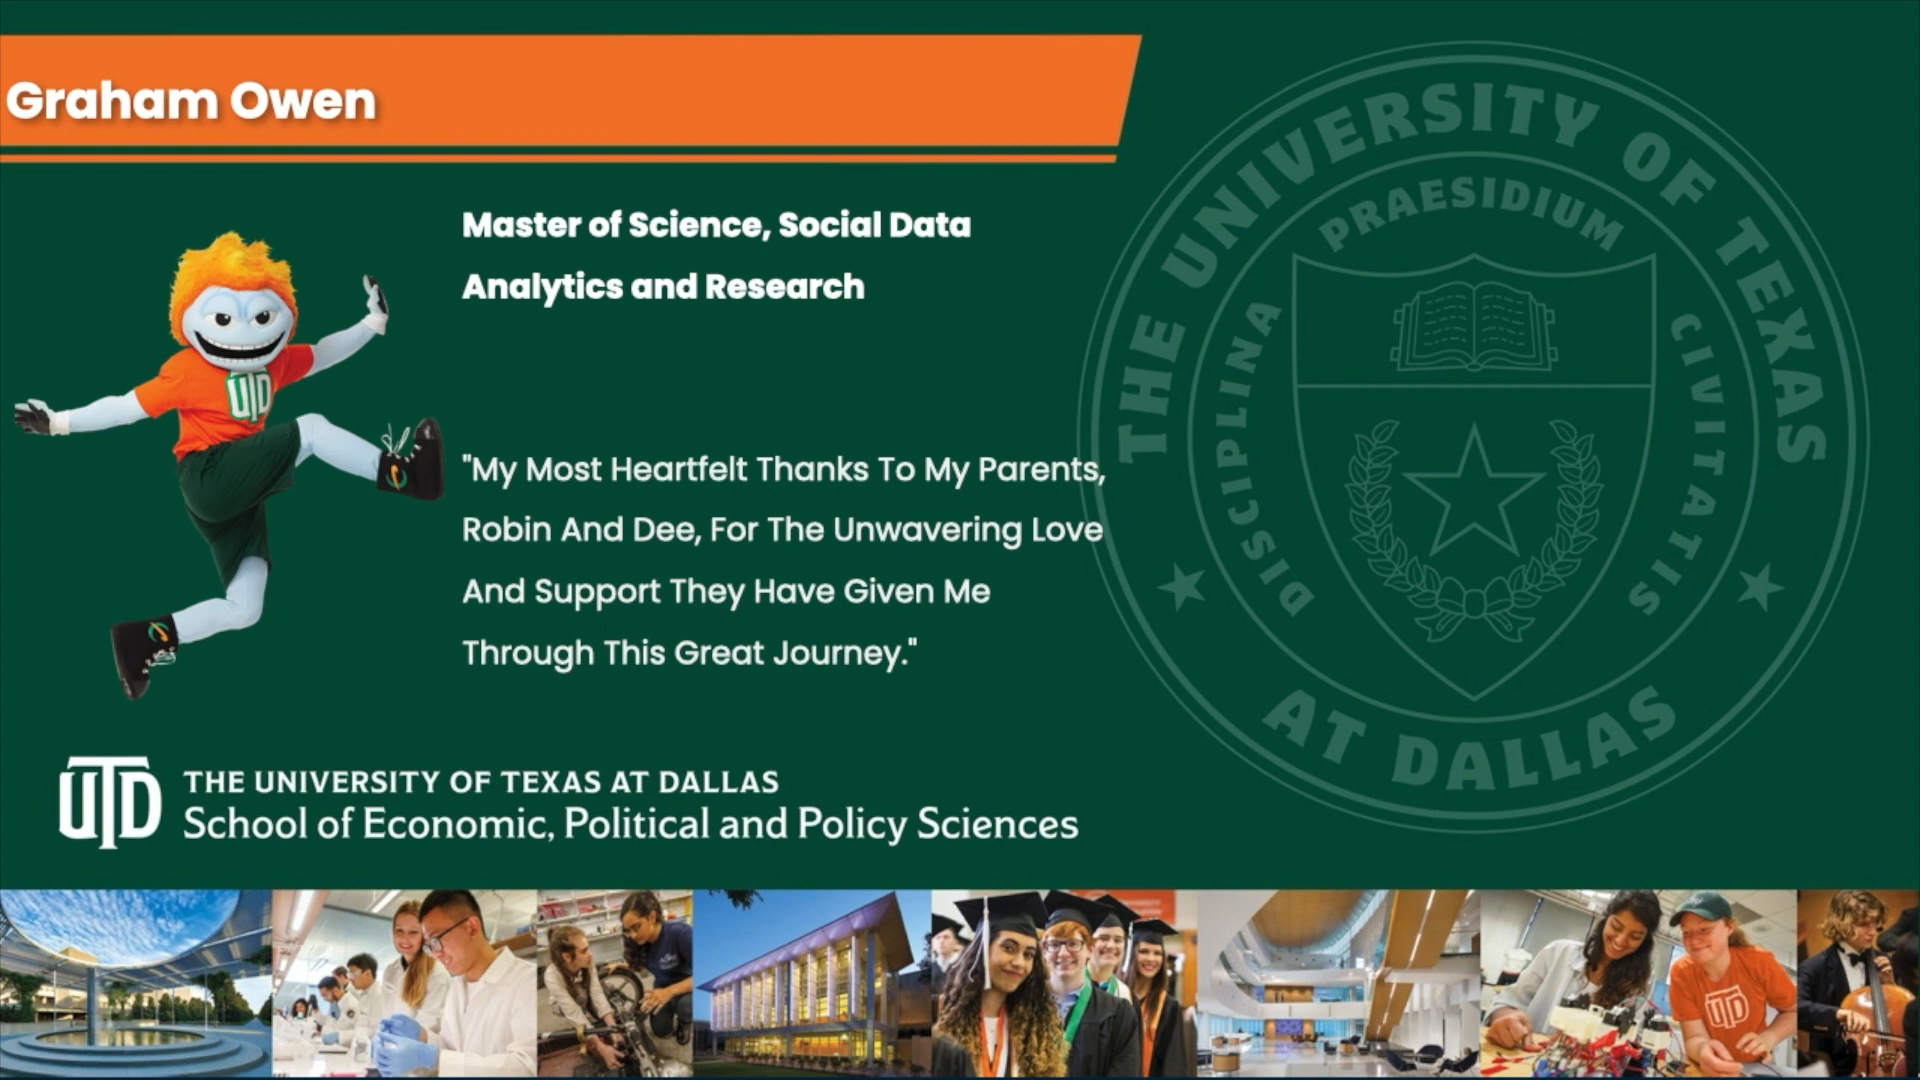 Graham Owen
Master of Science, Social Data
Analytics and Research
"My Most Heartfelt Thanks To My Parents,
Robin And Dee, For The Unwavering Love
And Support They Have Given Me
Through This Great Journey."
UTD
THE UNIVERSITY OF TEXAS AT DALLAS
School of Economic, Political and Policy Sciences
THE UNIVERSITY OF TEXAS
AT DALLAS
DISCIPLINA PRAESIDIUM CIVITATIS
UTD
UTD